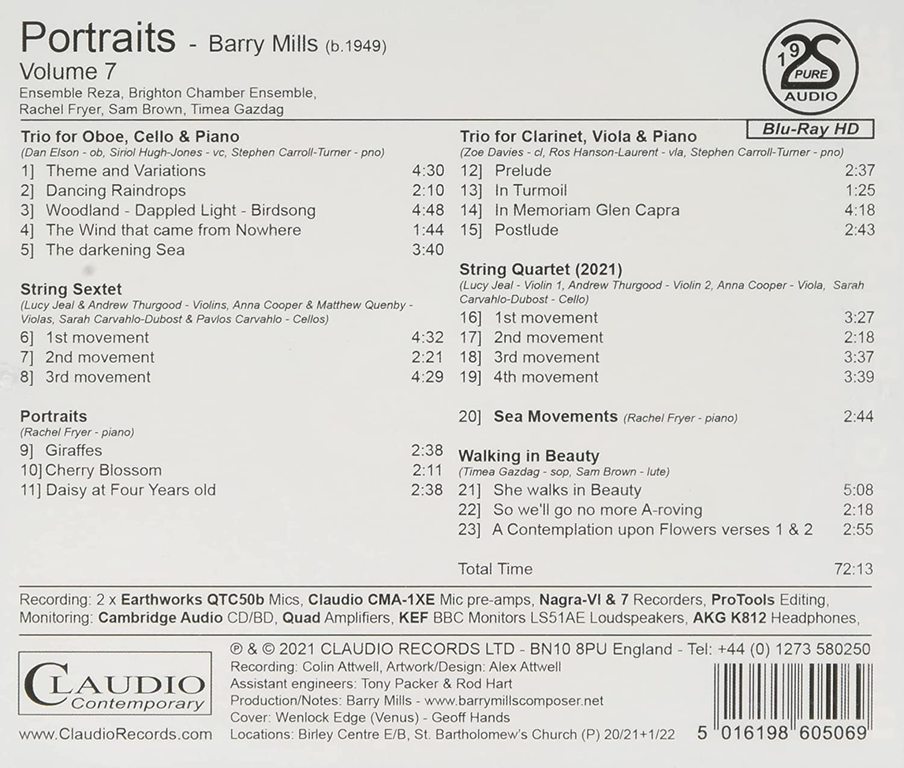 Portraits - Barry Mills (b.1949)
Volume 7
Ensemble Reza, Brighton Chamber Ensemble,
Rachel Fryer, Sam Brown, Timea Gazdag
192S
PURE
AUDIO
Blu-Ray HD
Trio for Oboe, Cello & Piano
(Dan Elson - ob, Siriol Hugh-Jones - vc, Stephen Carroll-Turner - pno)
1] Theme and Variations 4:30
2] Dancing Raindrops 2:10
3] Woodland - Dappled Light - Birdsong 4:48
4] The Wind that came from Nowhere 1:44
5] The darkening Sea 3:40
String Sextet
(Lucy Jeal & Andrew Thurgood - Violins, Anna Cooper & Matthew Quenby -
Violas, Sarah Carvahlo-Dubost & Pavlos Carvahlo - Cellos)
6] 1st movement 4:32
7] 2nd movement 2:21
8] 3rd movement 4:29
Portraits
(Rachel Fryer - piano)
9] Giraffes 2:38
10] Cherry Blossom 2:11
11] Daisy at Four Years old 2:38
Trio for Clarinet, Viola & Piano
(Zoe Davies - cl, Ros Hanson-Laurent - vla, Stephen Carroll-Turner - pno)
12] Prelude 2:37
13] In Turmoil 1:25
14] In Memoriam Glen Capra 4:18
15] Postlude 2:43
String Quartet (2021)
(Lucy Jeal - Violin 1, Andrew Thurgood - Violin 2, Anna Cooper - Viola, Sarah
Carvahlo-Dubost - Cello)
16] 1st movement 3:27
17] 2nd movement 2:18
18] 3rd movement 3:37
19] 4th movement 3:39
20] Sea Movements (Rachel Fryer - piano) 2:44
Walking in Beauty
(Timea Gazdag - sop, Sam Brown - lute)
21] She walks in Beauty 5:08
22] So we'll go no more A-roving 2:18
23] A Contemplation upon Flowers verses 1 & 2 2:55
Total Time 72:13
Recording: 2 x Earthworks QTC50b Mics, Claudio CMA-1XE Mic pre-amps, Nagra-VI & 7 Recorders, ProTools Editing,
Monitoring: Cambridge Audio CD/BD, Quad Amplifiers, KEF BBC Monitors LS51AE Loudspeakers, AKG K812 Headphones,
CLAUDIO
Contemporary
www.ClaudioRecords.com
℗ & © 2021 CLAUDIO RECORDS LTD - BN10 8PU England - Tel: +44 (0) 1273 580250
Recording: Colin Attwell, Artwork/Design: Alex Attwell
Assistant engineers: Tony Packer & Rod Hart
Production/Notes: Barry Mills - www.barrymillscomposer.net
Cover: Wenlock Edge (Venus) - Geoff Hands
Locations: Birley Centre E/B, St. Bartholomew's Church (P) 20/21+1/22
5 016198 605069